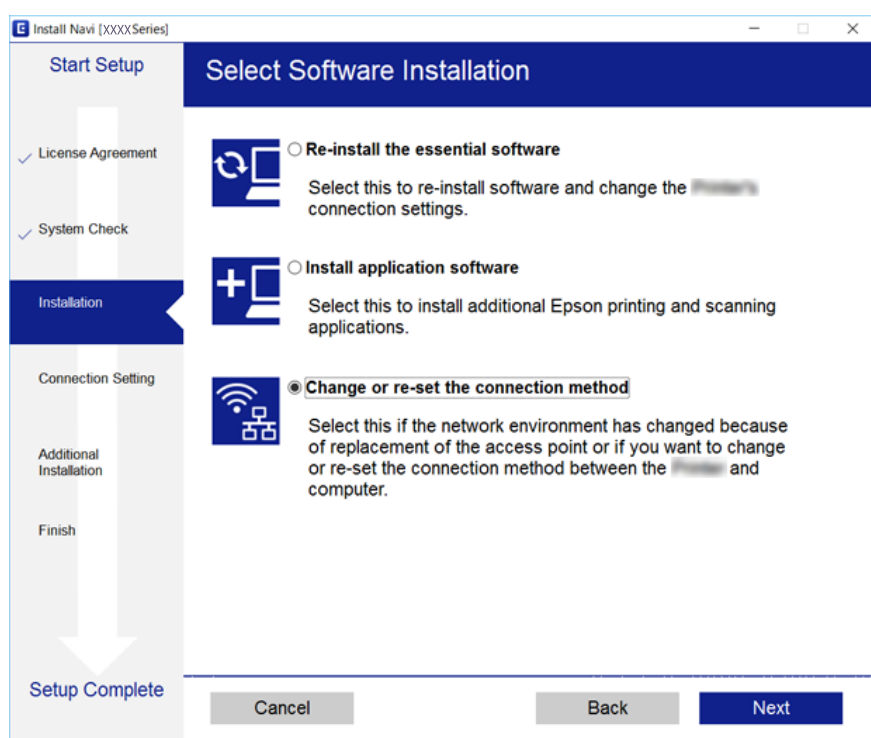 Install Navi [XXXX Series]
Start Setup
Select Software Installation
License Agreement
System Check
Installation
Connection Setting
Additional
Installation
Finish
Setup Complete
Re-install the essential software
Select this to re-install software and change the
connection settings.
Install application software
Select this to install additional Epson printing and scanning
applications.
Change or re-set the connection method
Select this if the network environment has changed because
of replacement of the access point or if you want to change
or re-set the connection method between the and
computer.
Cancel
Back
Next